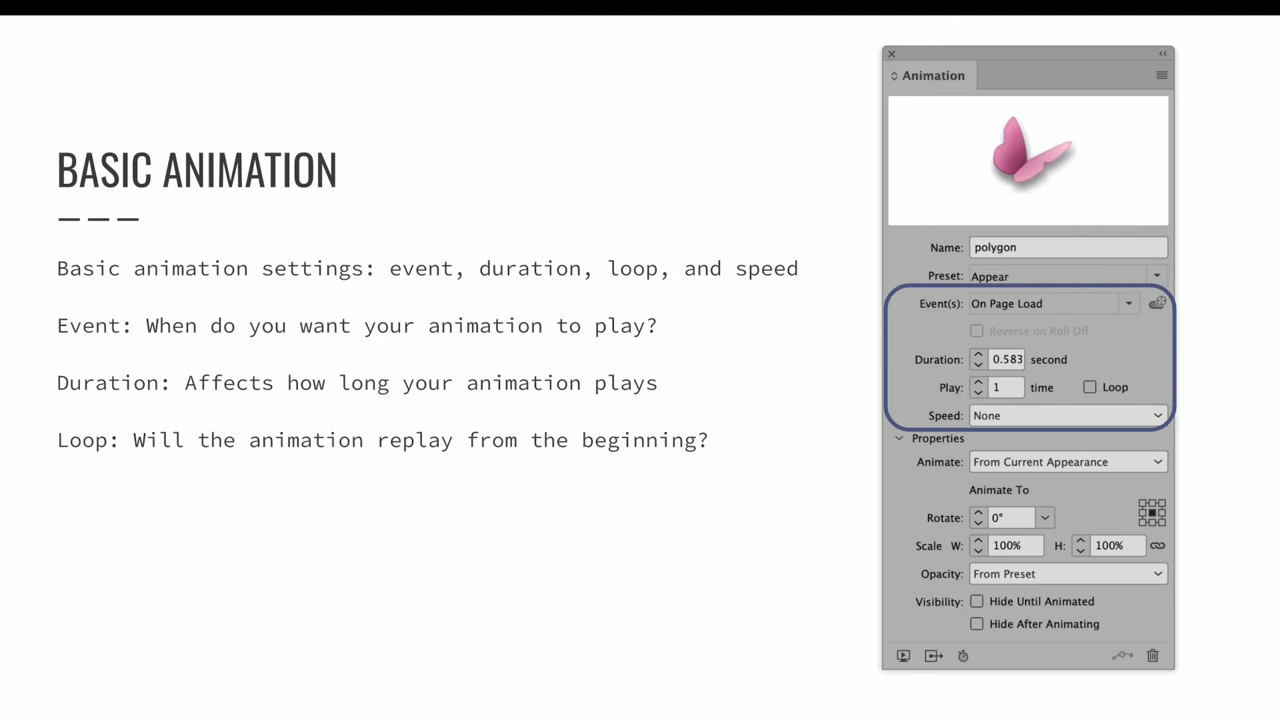 BASIC ANIMATION
Basic animation settings: event, duration, loop, and speed
Event: When do you want your animation to play?
Duration: Affects how long your animation plays
Loop: Will the animation replay from the beginning?
Animation
Name: polygon
Preset: Appear
Event(s): On Page Load
Reverse on Roll Off
Duration: 0.583 second
Play: 1 time Loop
Speed: None
Properties
Animate: From Current Appearance
Animate To
Rotate: 0°
Scale W: 100% H: 100%
Opacity: From Preset
Visibility: Hide Until Animated
Hide After Animating